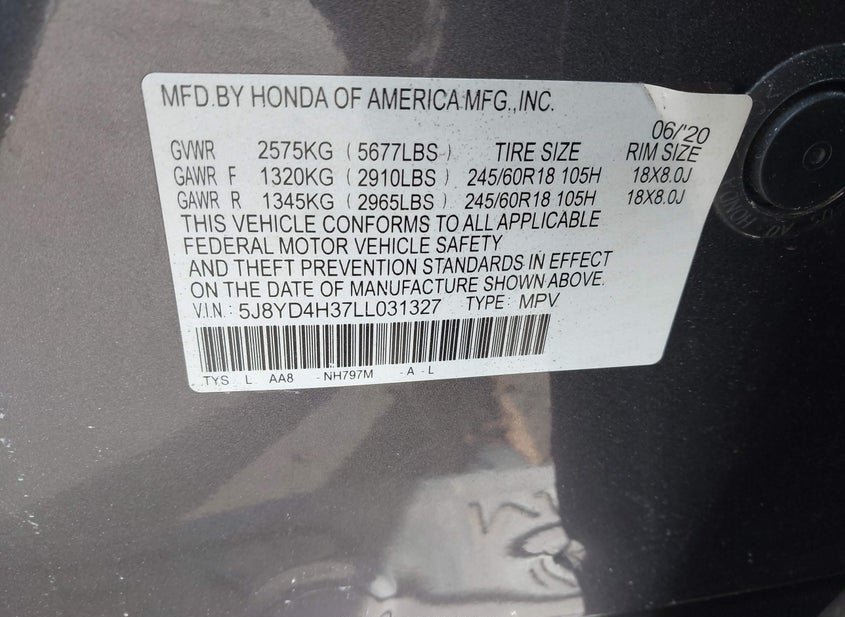 MFD.BY HONDA OF AMERICA MFG.,INC.
06/'20
GVWR 2575KG (5677LBS) TIRE SIZE RIM SIZE
GAWR F 1320KG (2910LBS) 245/60R18 105H 18X8.0J
GAWR R 1345KG (2965LBS) 245/60R18 105H 18X8.0J
THIS VEHICLE CONFORMS TO ALL APPLICABLE
FEDERAL MOTOR VEHICLE SAFETY
AND THEFT PREVENTION STANDARDS IN EFFECT
ON THE DATE OF MANUFACTURE SHOWN ABOVE.
V.I.N: 5J8YD4H37LL031327 TYPE: MPV
TYS L AA8 -NH797M -A -L